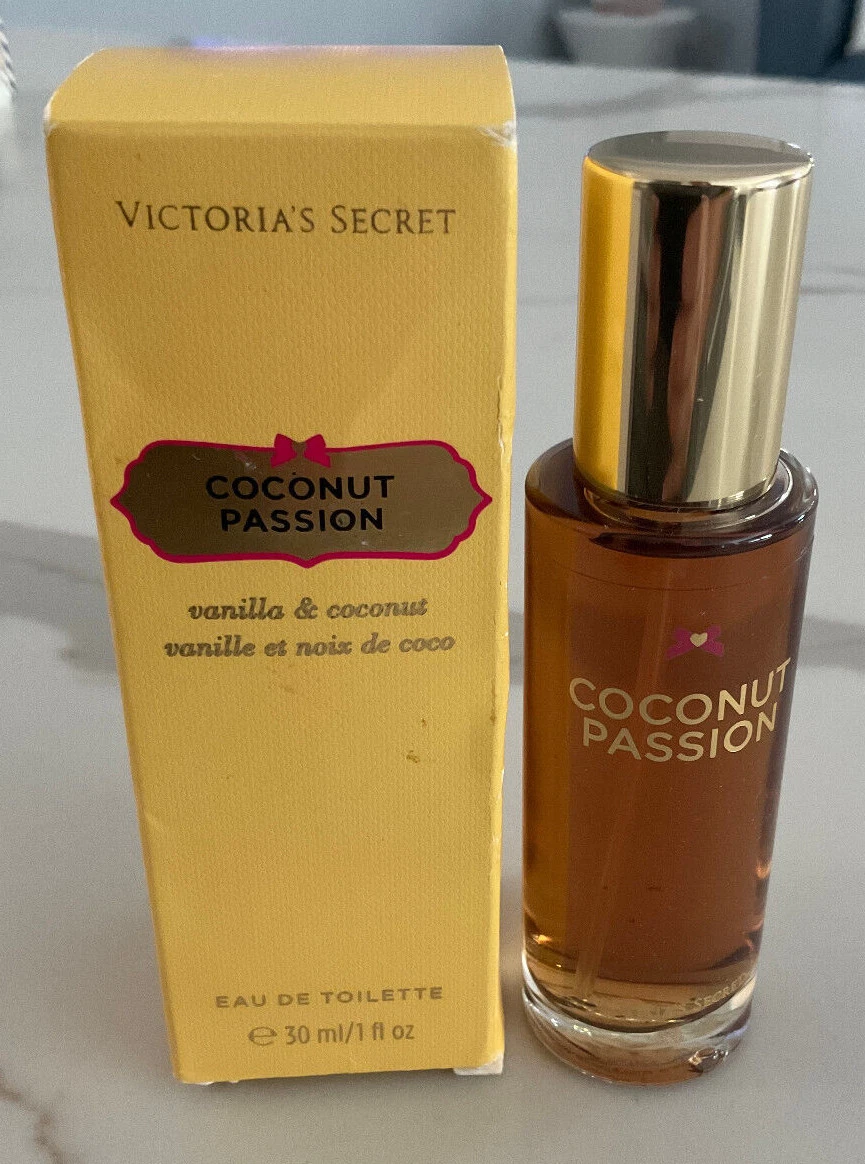 VICTORIA'S SECRET
COCONUT
PASSION
vanilla & coconut
vanille et noix de coco
EAU DE TOILETTE
℮ 30 ml/1 fl oz
COCONUT
PASSION
SECRET